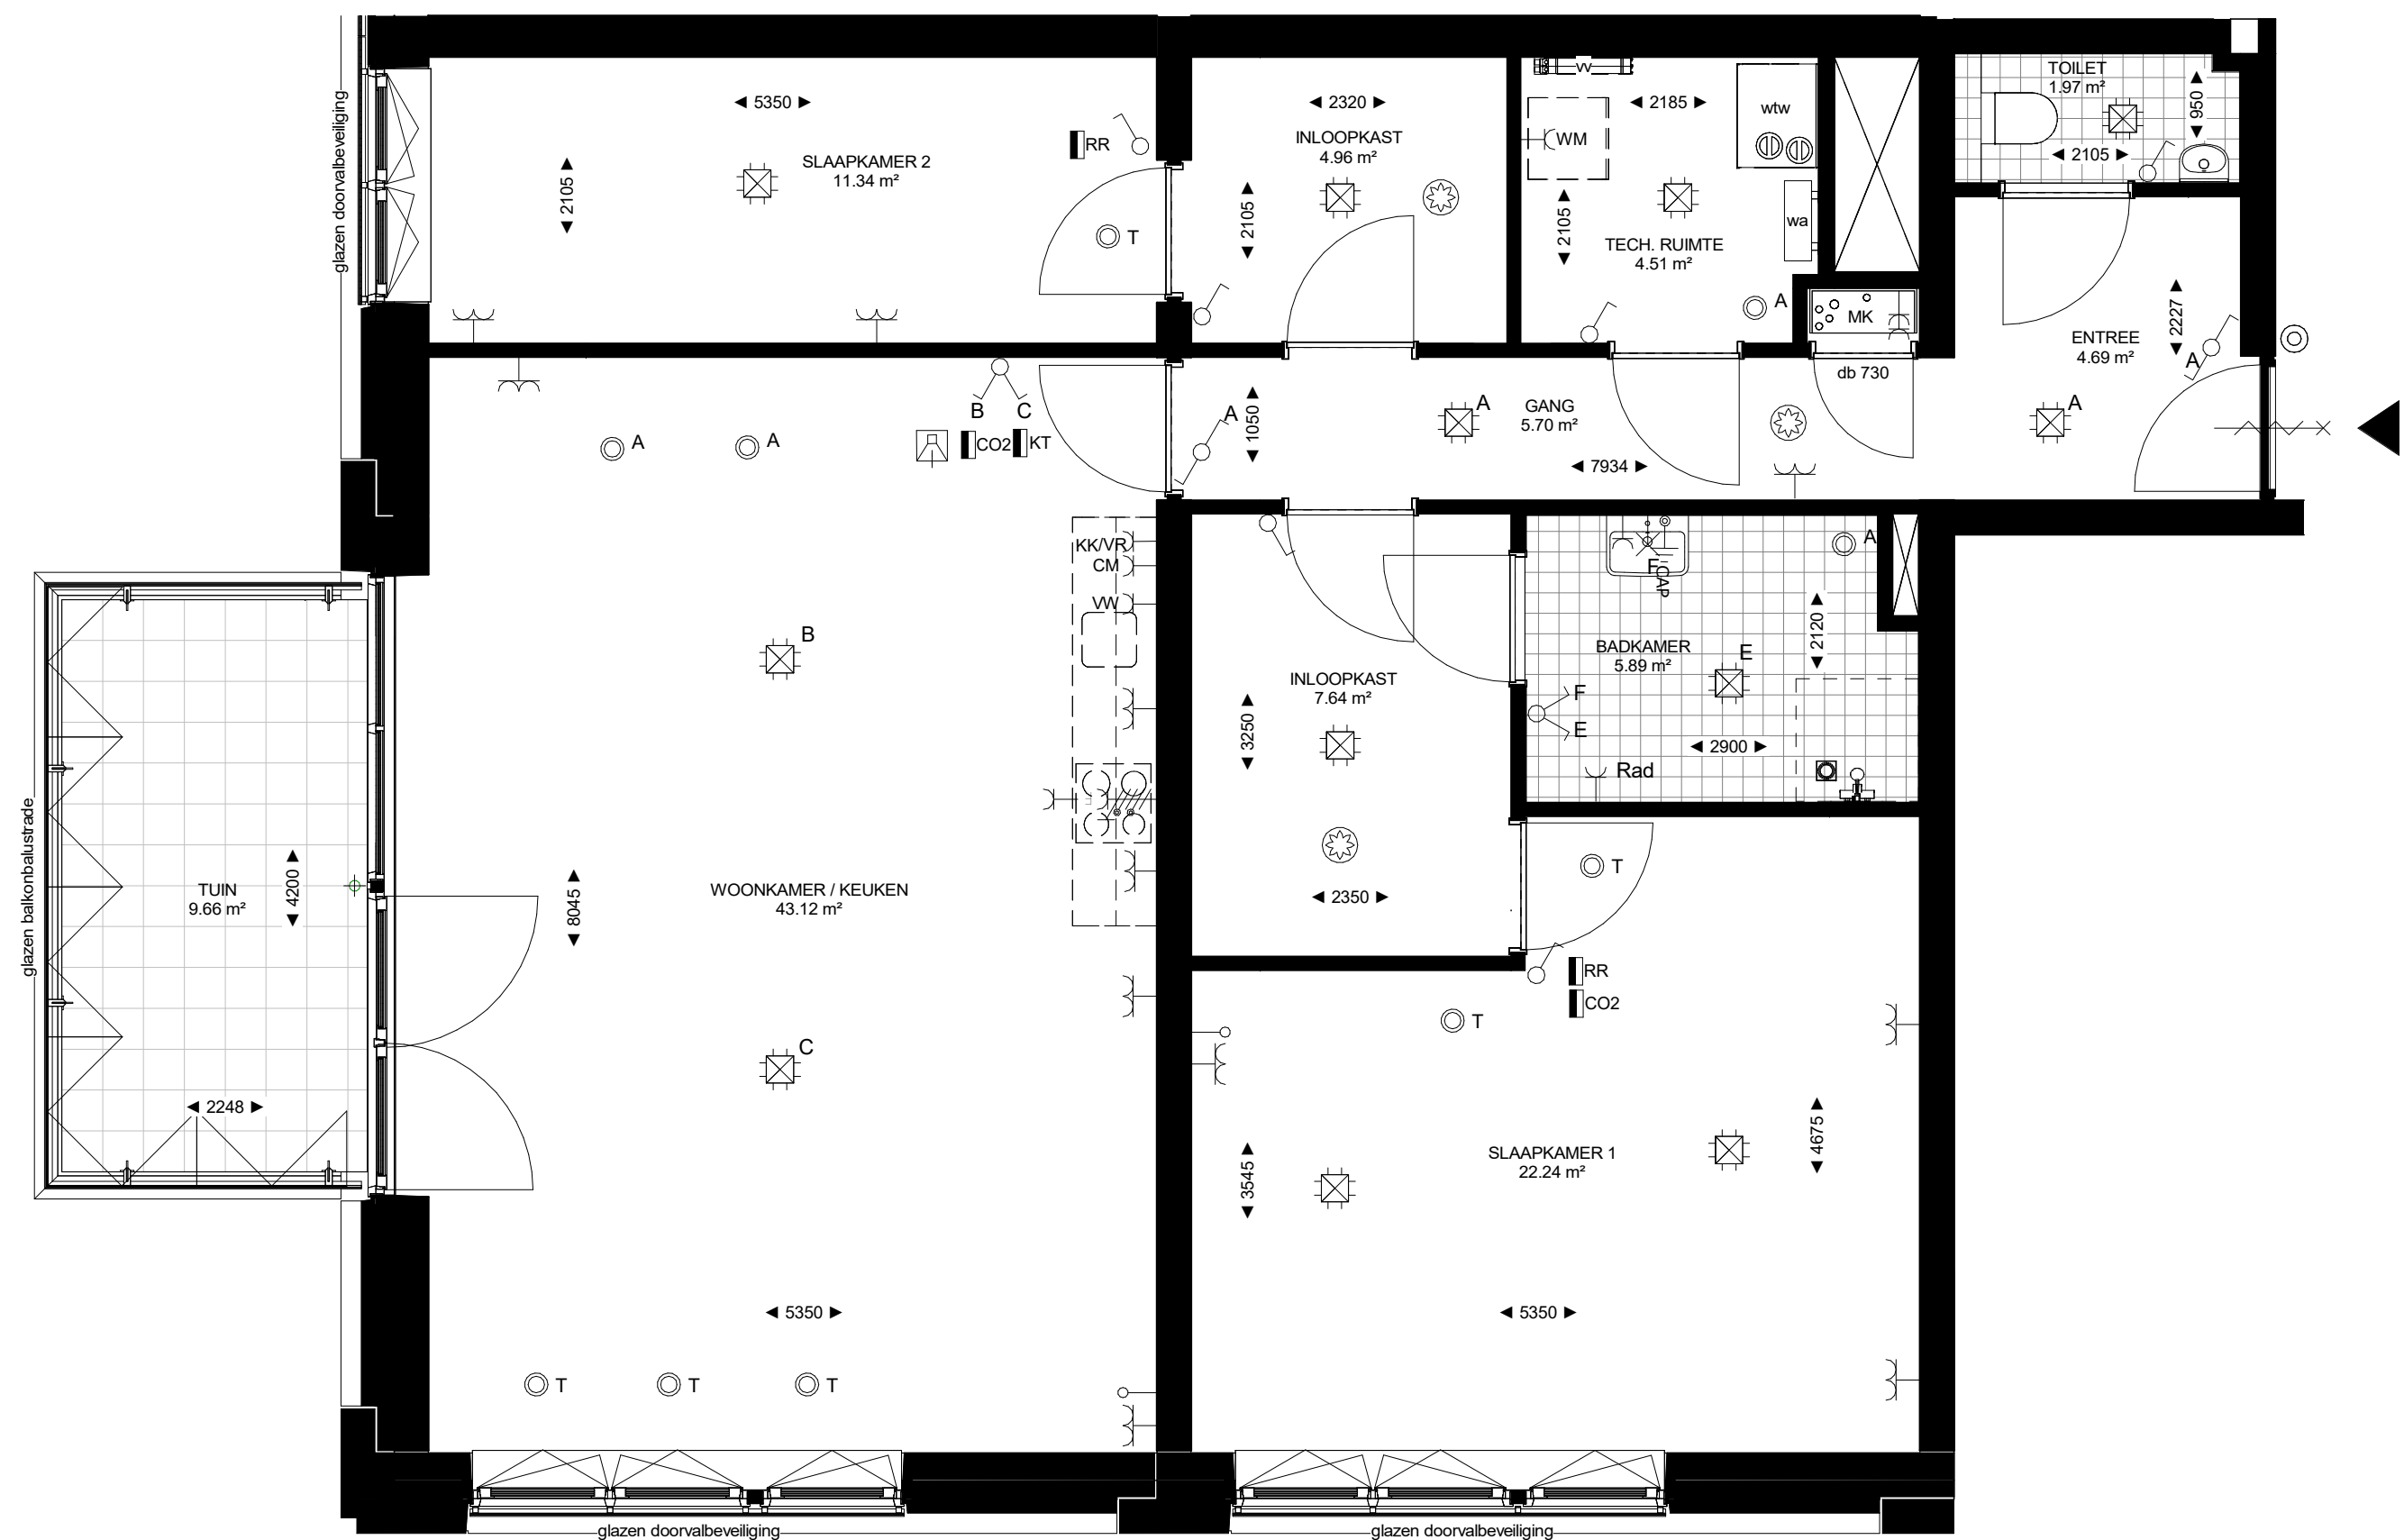 glazen doorvalbeveiliging
◄ 5350 ►
◄ 2105 ►
SLAAPKAMER 2
11.34 m²
RR
T
◄ 2320 ►
INLOOPKAST
4.96 m²
◄ 2105 ►
VV
WM
◄ 2185 ►
wtw
◄ 2105 ►
wa
TECH. RUIMTE
4.51 m²
A
MK
db 730
TOILET
1.97 m²
◄ 950 ►
◄ 2105 ►
◄ 2227 ►
ENTREE
4.69 m²
A
A
B
C
CO2
KT
A
A
A
◄ 1050 ►
A
GANG
5.70 m²
◄ 7934 ►
KK/VR
CM
VW
B
F
CAP
A
◄ 2120 ►
BADKAMER
5.89 m²
E
F
E
◄ 2900 ►
Rad
INLOOPKAST
7.64 m²
◄ 3250 ►
◄ 2350 ►
glazen balkonbalustrade
TUIN
9.66 m²
◄ 4200 ►
◄ 2248 ►
◄ 8045 ►
WOONKAMER / KEUKEN
43.12 m²
C
◄ 5350 ►
T
T
T
T
RR
CO2
T
◄ 3545 ►
SLAAPKAMER 1
22.24 m²
◄ 4675 ►
◄ 5350 ►
glazen doorvalbeveiliging
glazen doorvalbeveiliging